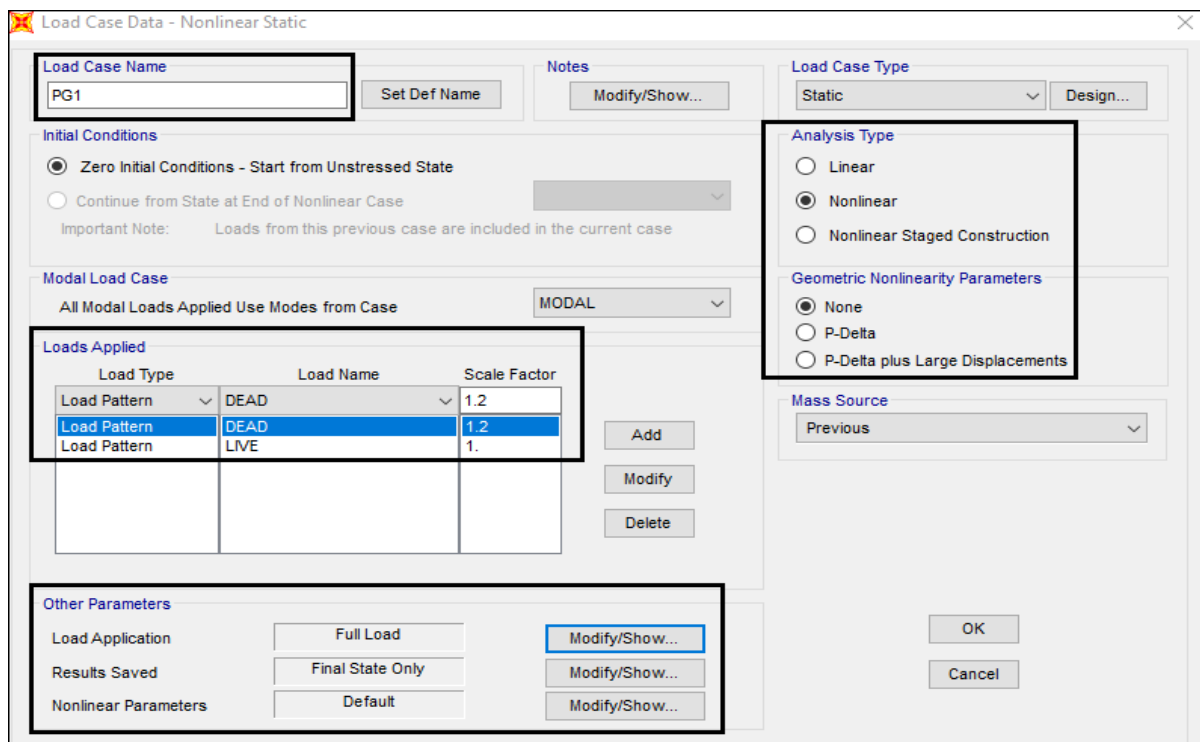 Load Case Data - Nonlinear Static
Load Case Name
PG1
Set Def Name
Notes
Modify/Show...
Load Case Type
Static
Design...
Initial Conditions
Zero Initial Conditions - Start from Unstressed State
Continue from State at End of Nonlinear Case
Important Note: Loads from this previous case are included in the current case
Analysis Type
Linear
Nonlinear
Nonlinear Staged Construction
Modal Load Case
All Modal Loads Applied Use Modes from Case
MODAL
Geometric Nonlinearity Parameters
None
P-Delta
P-Delta plus Large Displacements
Loads Applied
Load Type Load Name Scale Factor
Load Pattern DEAD 1.2
Load Pattern DEAD 1.2
Load Pattern LIVE 1.
Add
Modify
Delete
Mass Source
Previous
Other Parameters
Load Application Full Load Modify/Show...
Results Saved Final State Only Modify/Show...
Nonlinear Parameters Default Modify/Show...
OK
Cancel